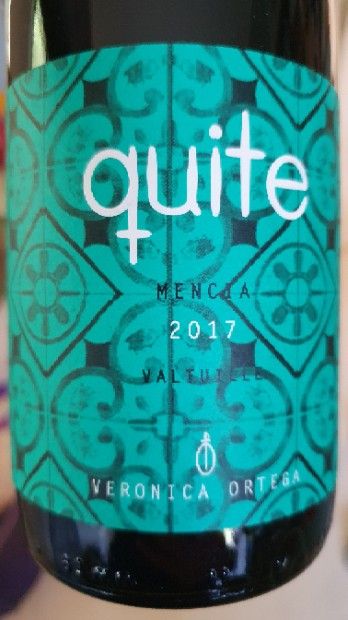 quite
MENCIA
2017
VALTUILLE
VERONICA ORTEGA